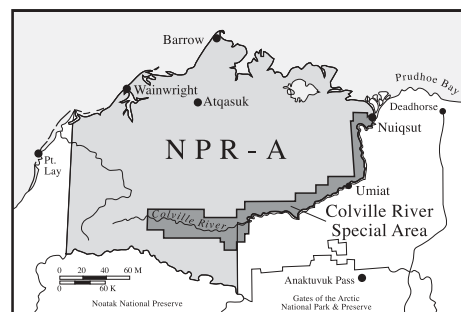 Barrow
Prudhoe Bay
Wainwright
Atqasuk
Deadhorse
Nuiqsut
NPR-A
Pt.
Lay
Umiat
Colville River
Colville River
Special Area
0 20 40 60 M
0 60 K
Anaktuvuk Pass
Noatak National Preserve
Gates of the Arctic
National Park & Preserve